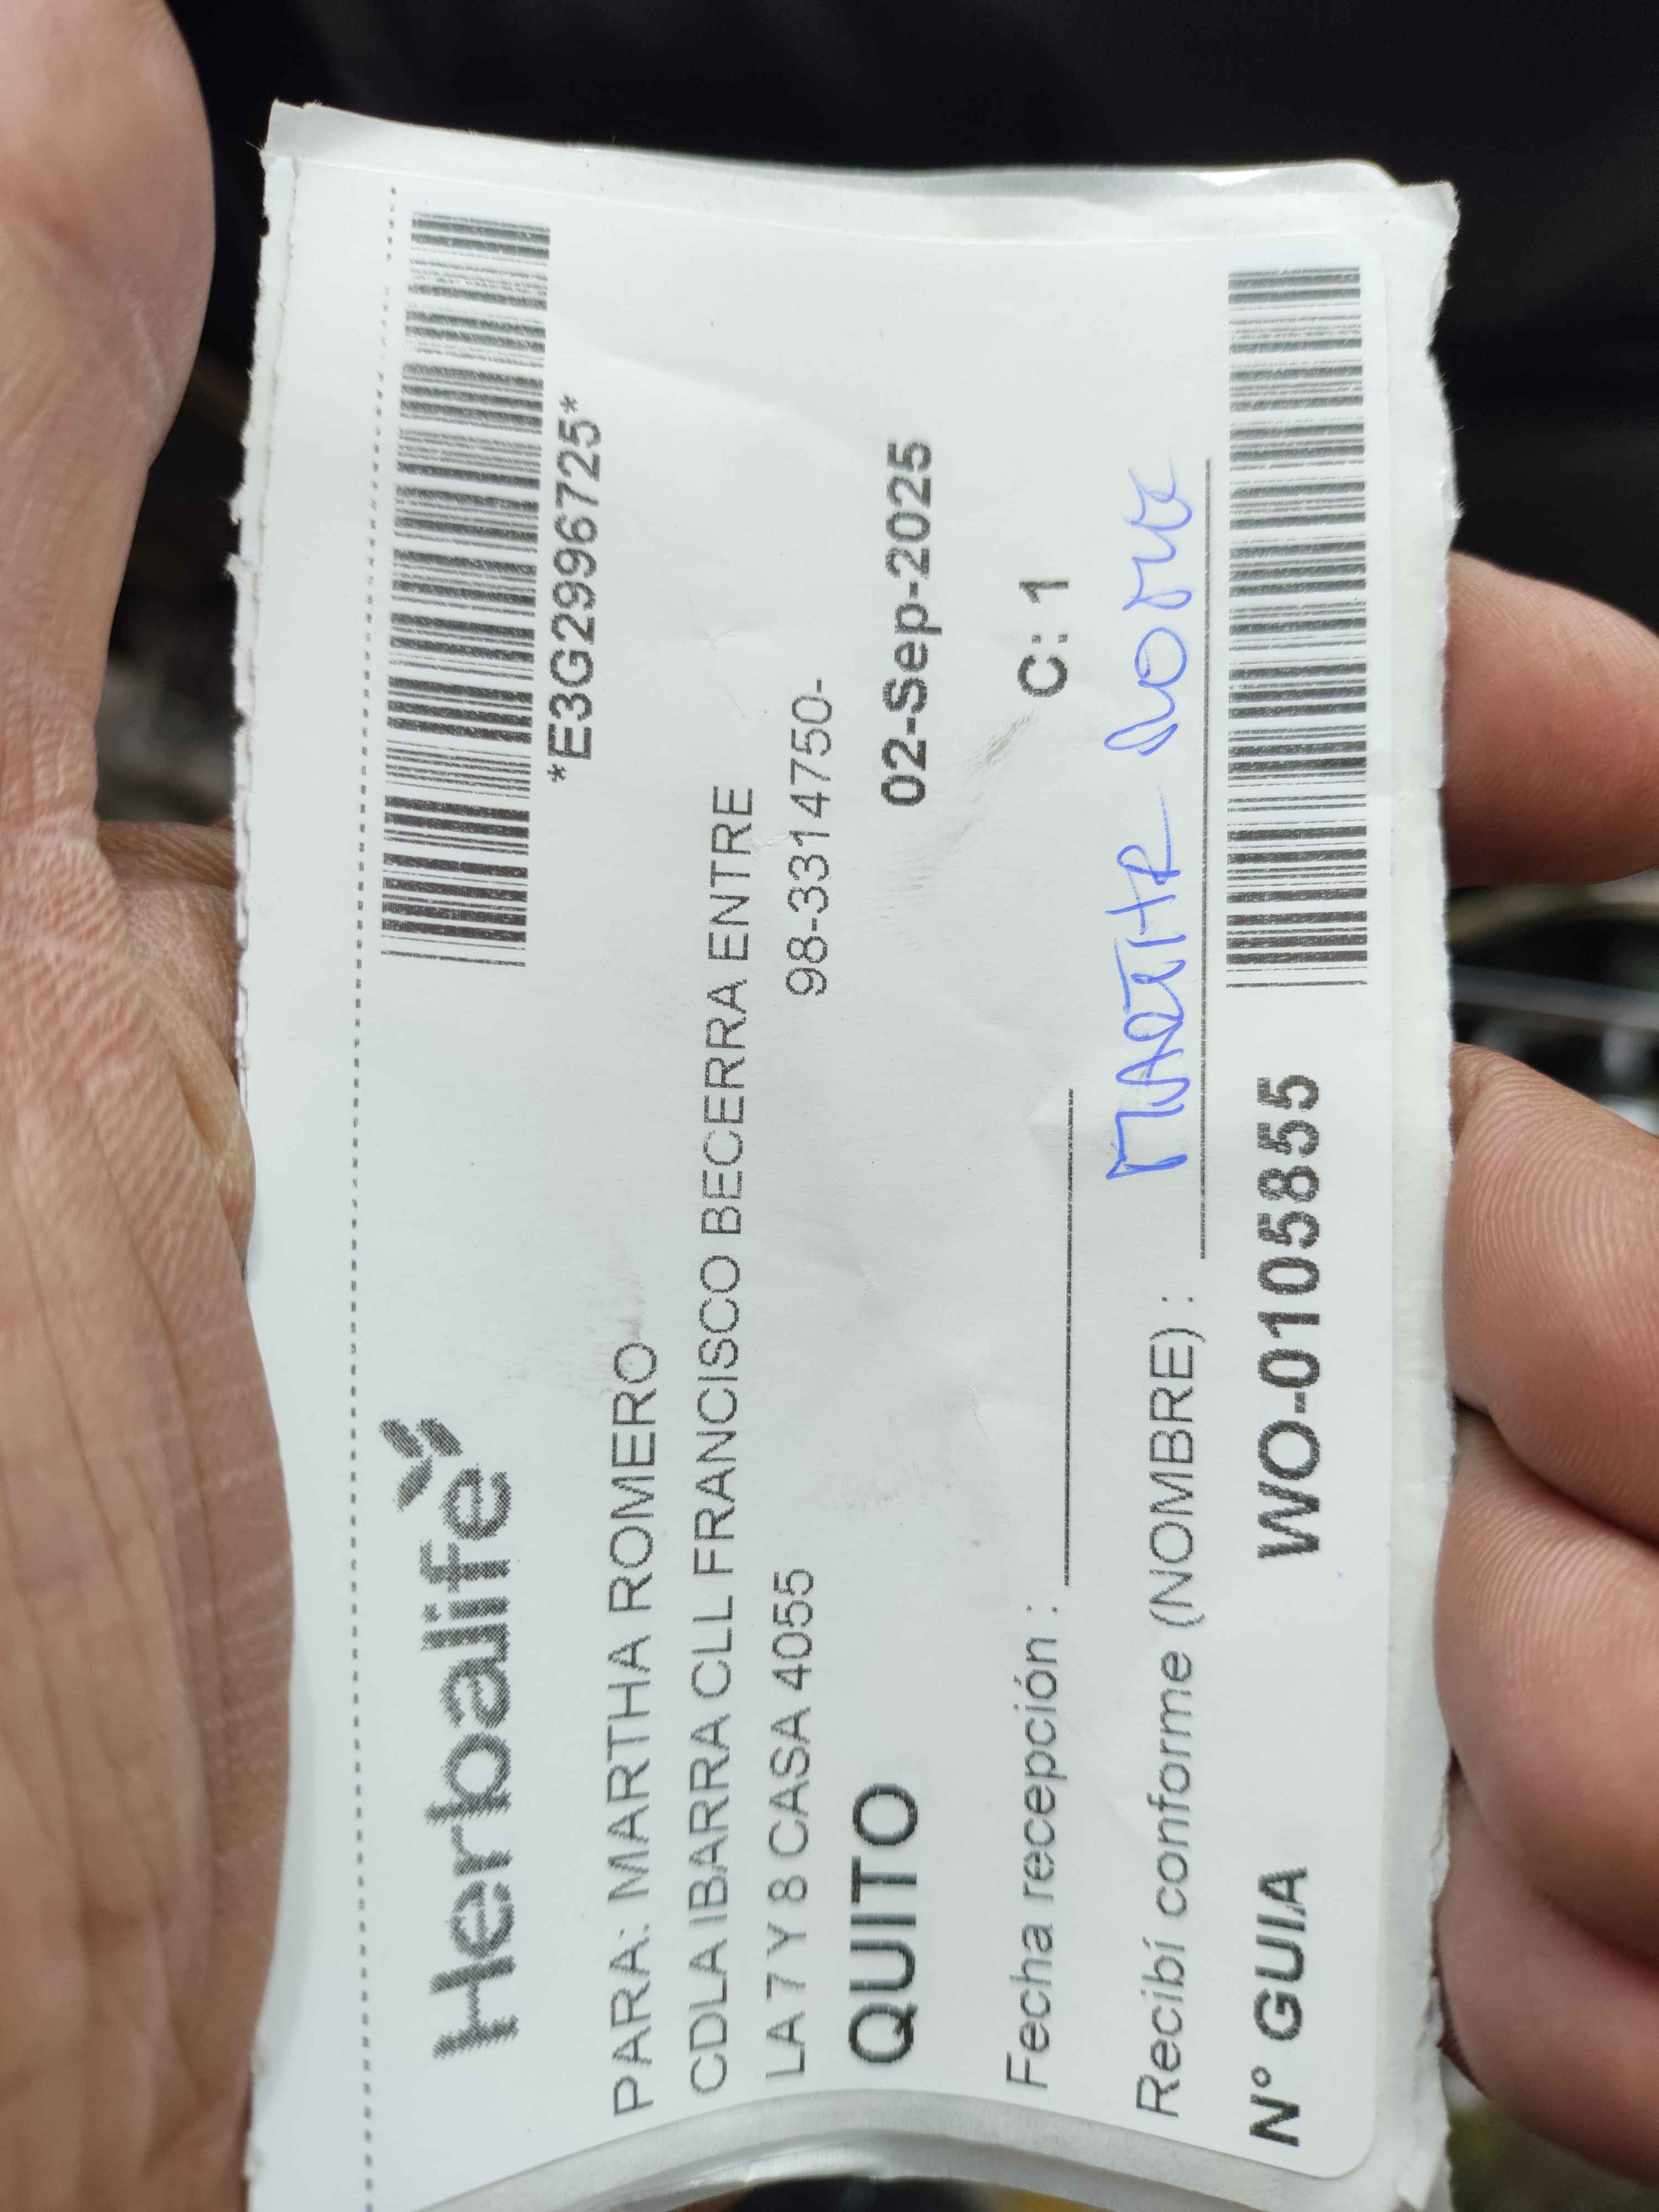 Herbalife
*E3G2996725*
PARA: MARTHA ROMERO
CDLA IBARRA CLL FRANCISCO BECERRA ENTRE
LA 7 Y 8 CASA 4055 98-3314750-
QUITO 02-Sep-2025
Fecha recepción : C: 1
Recibí conforme (NOMBRE) :
N° GUIA WO-0105855